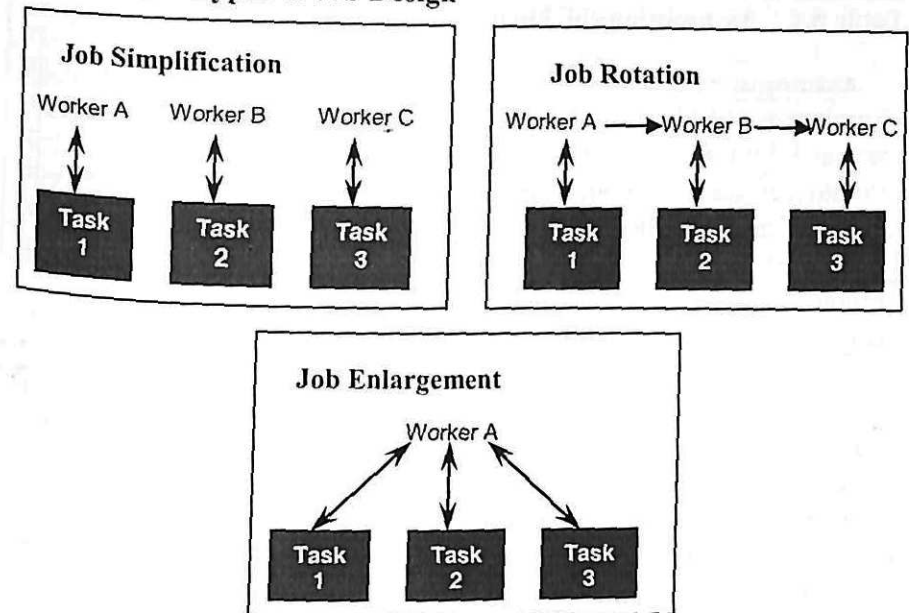 Job Simplification
Worker A Worker B Worker C
Task 1 Task 2 Task 3
Job Rotation
Worker A Worker B Worker C
Task 1 Task 2 Task 3
Job Enlargement
Worker A
Task 1 Task 2 Task 3